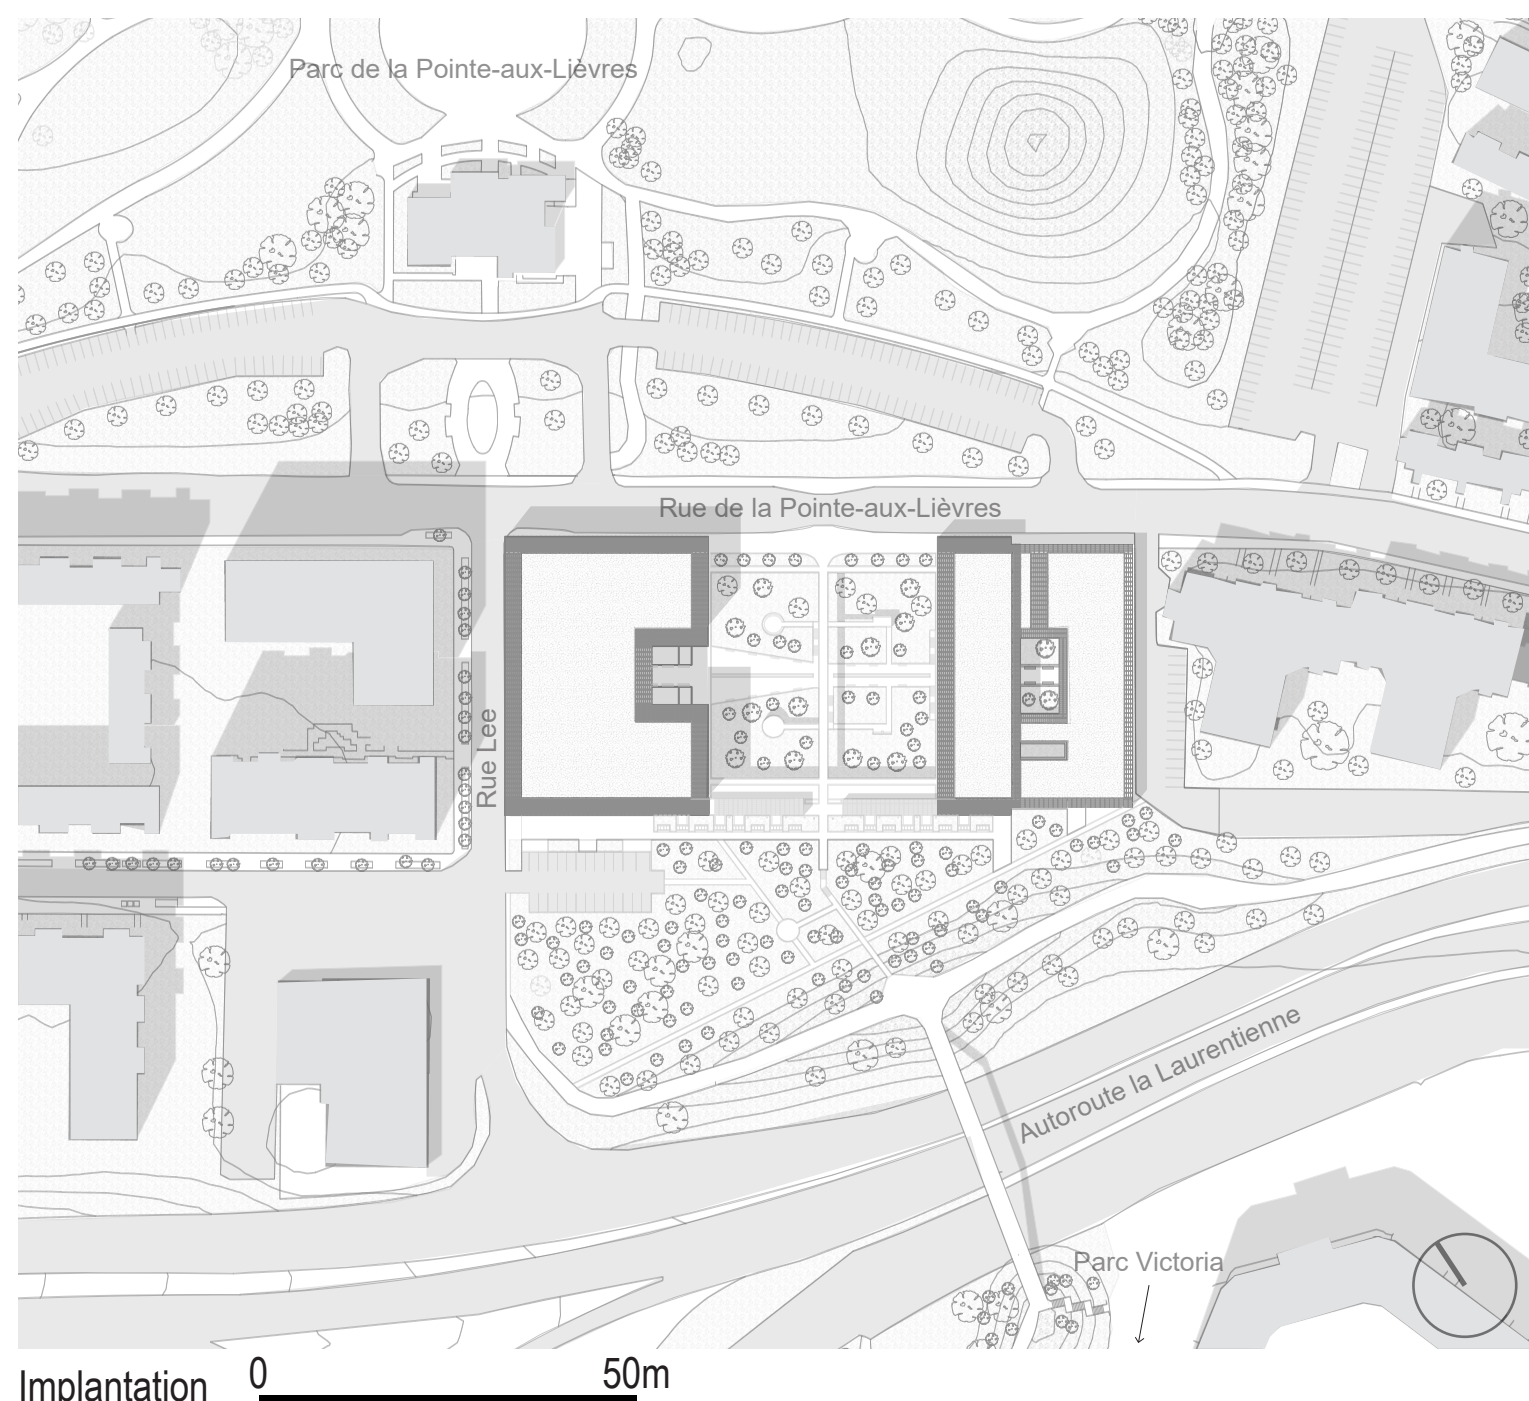 Parc de la Pointe-aux-Lièvres
Rue de la Pointe-aux-Lièvres
Rue Lee
Autoroute la Laurentienne
Parc Victoria
Implantation
0
50m